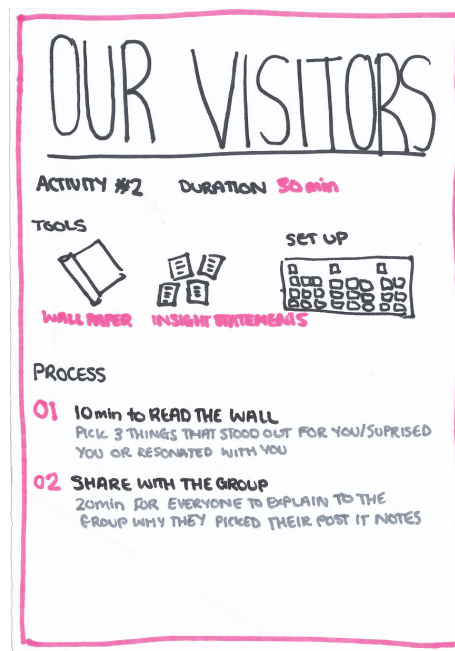 OUR VISITORS
ACTIVITY #2 DURATION 30 min
TOOLS
SET UP
WALL PAPER INSIGHT STATEMENTS
PROCESS
01 10min to READ THE WALL
PICK 3 THINGS THAT STOOD OUT FOR YOU/SUPRISED
YOU OR RESONATED WITH YOU
02 SHARE WITH THE GROUP
20min FOR EVERYONE TO EXPLAIN TO THE
GROUP WHY THEY PICKED THEIR POST IT NOTES